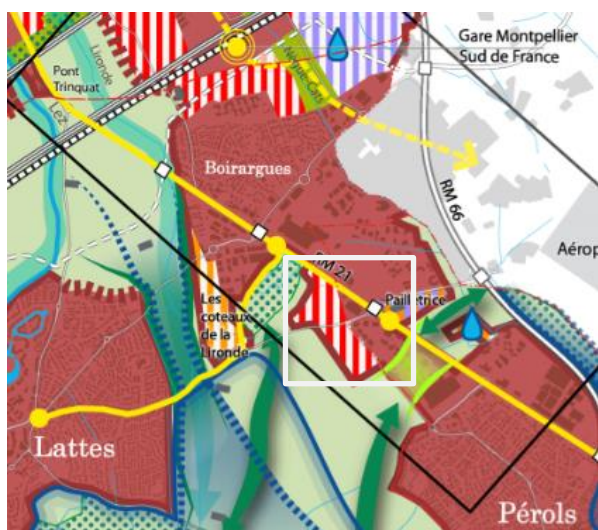 Gare Montpellier
Sud de France
Pont
Trinquat
Lironde
Lez
Boirargues
RM 66
Aérop
RM 21
Pailletrice
Les
coteaux
de la
Lironde
Lattes
Pérols